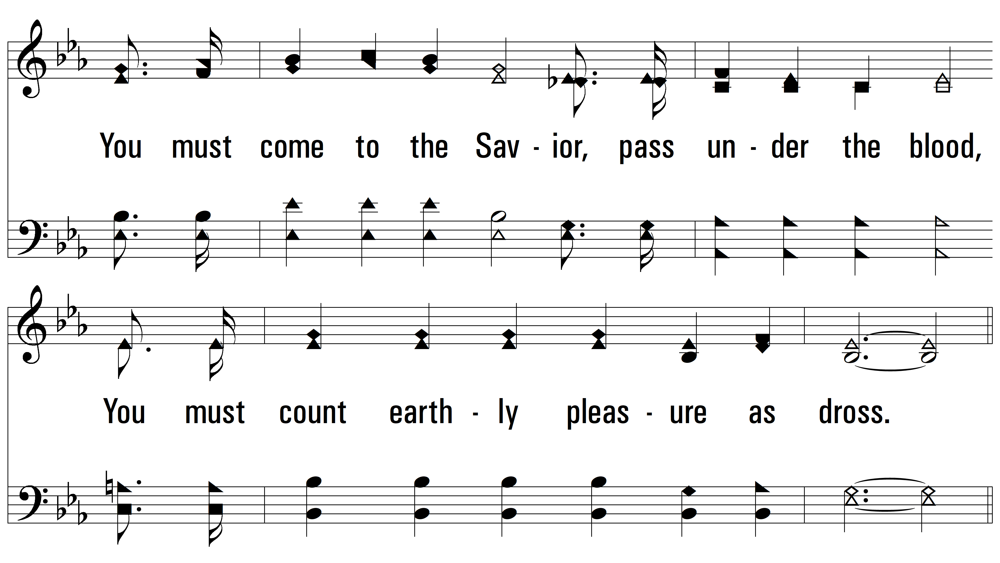 You must come to the Sav - ior, pass un - der the blood,
You must count earth - ly pleas - ure as dross.